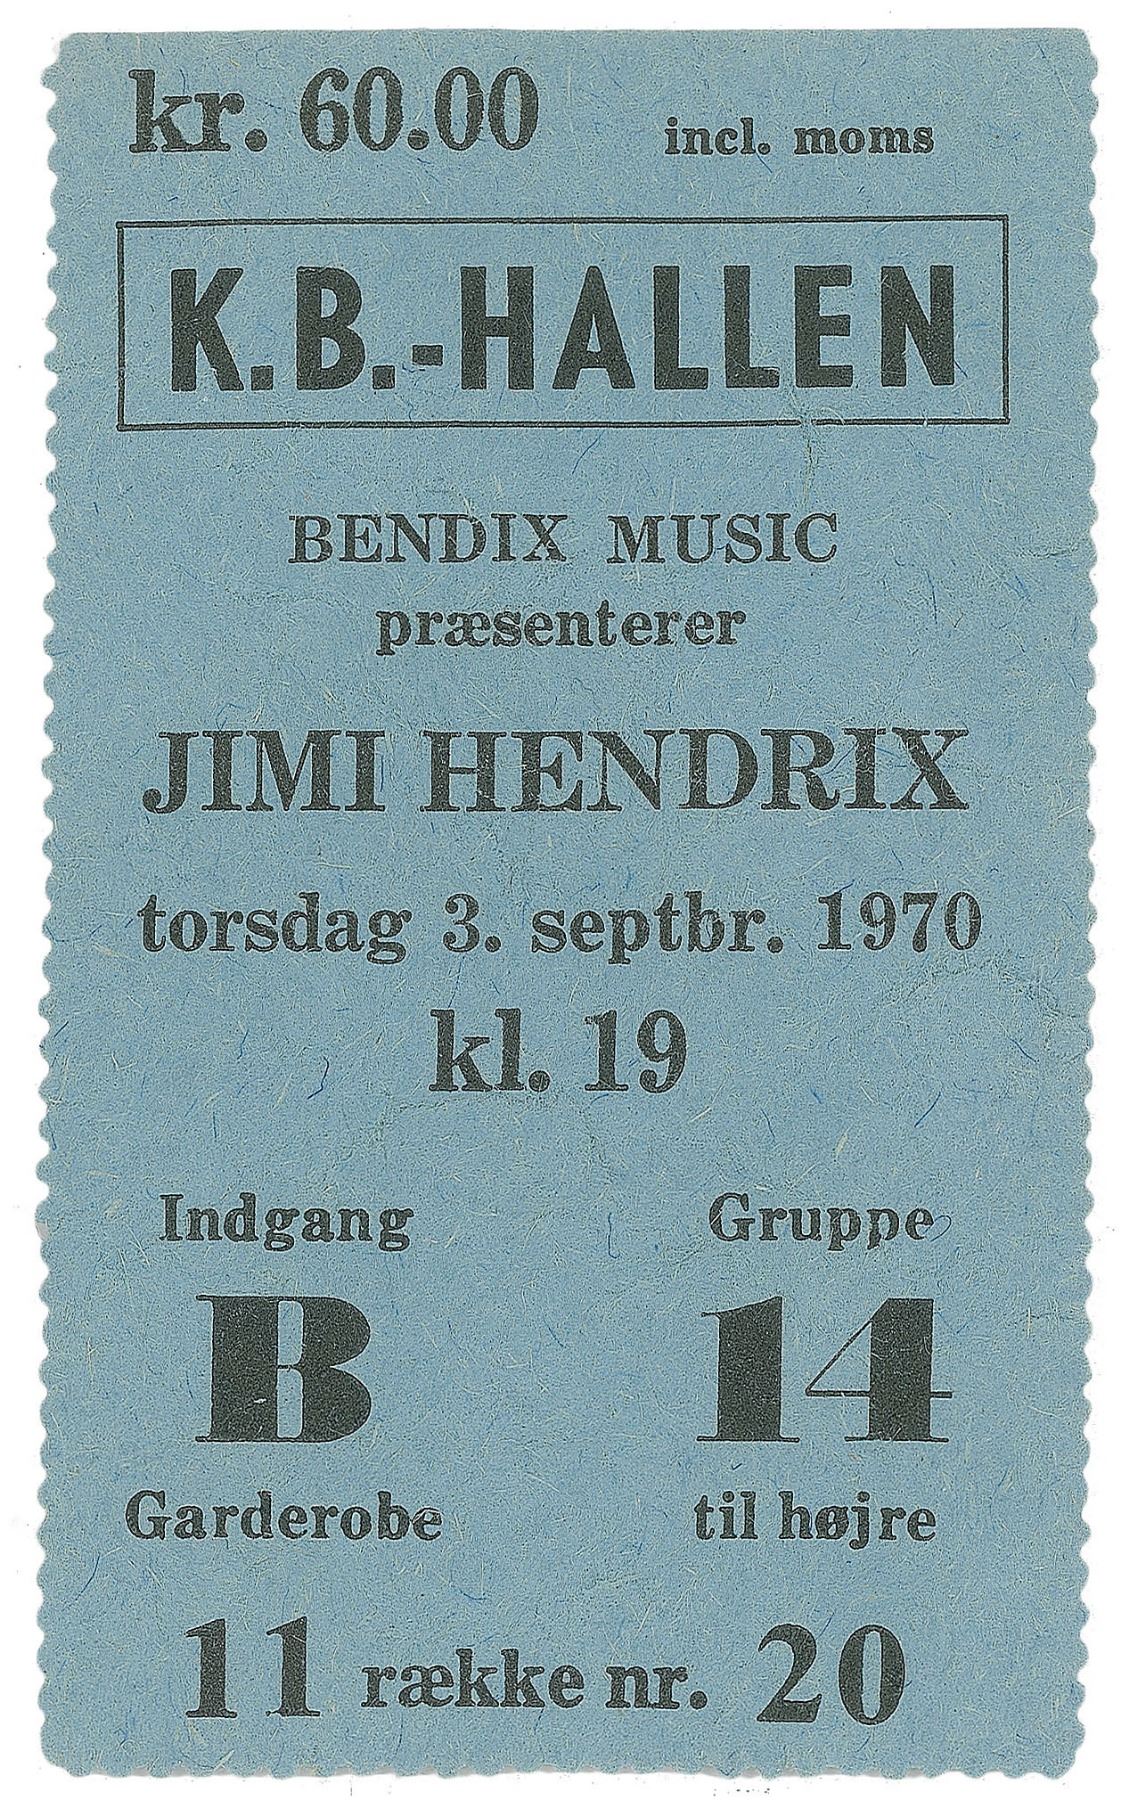 kr. 60.00 incl. moms
K.B.-HALLEN
BENDIX MUSIC
præsenterer
JIMI HENDRIX
torsdag 3. septbr. 1970
kl. 19
Indgang Gruppe
B 14
Garderobe til højre
11 række nr. 20